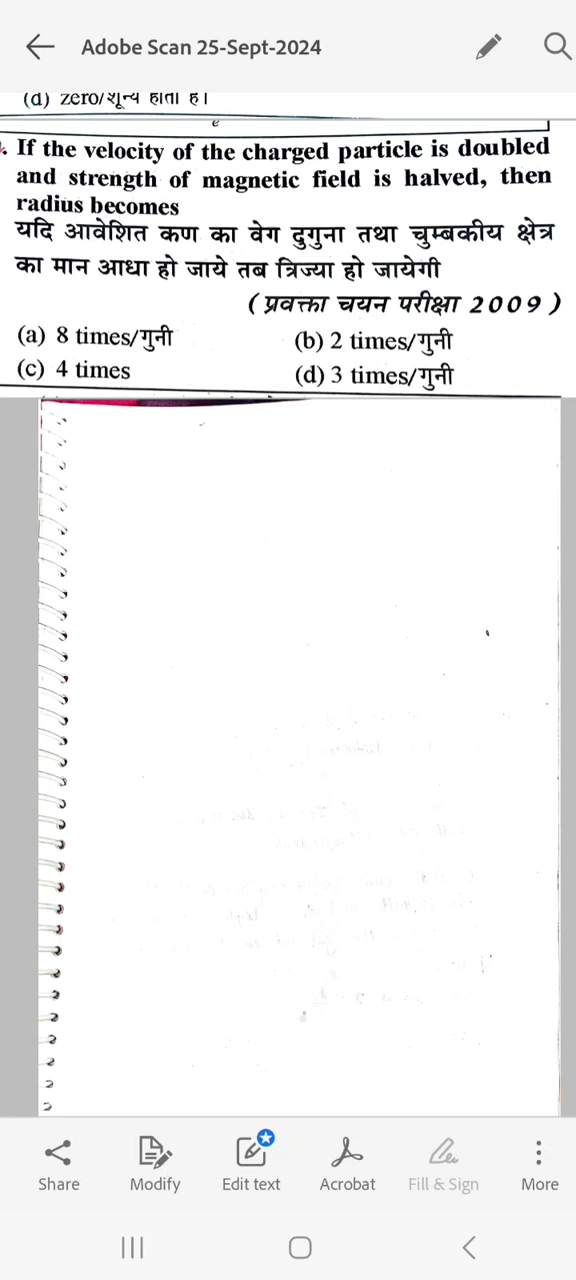 Adobe Scan 25-Sept-2024
(d) zero/शून्य होता है।
e
. If the velocity of the charged particle is doubled
and strength of magnetic field is halved, then
radius becomes
यदि आवेशित कण का वेग दुगुना तथा चुम्बकीय क्षेत्र
का मान आधा हो जाये तब त्रिज्या हो जायेगी
(प्रवक्ता चयन परीक्षा 2009)
(a) 8 times/गुनी (b) 2 times/गुनी
(c) 4 times (d) 3 times/गुनी
Share Modify Edit text Acrobat Fill & Sign More